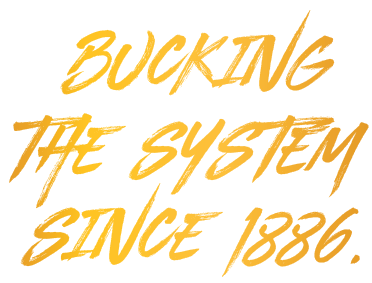 BUCKING
THE SYSTEM
SINCE 1886.